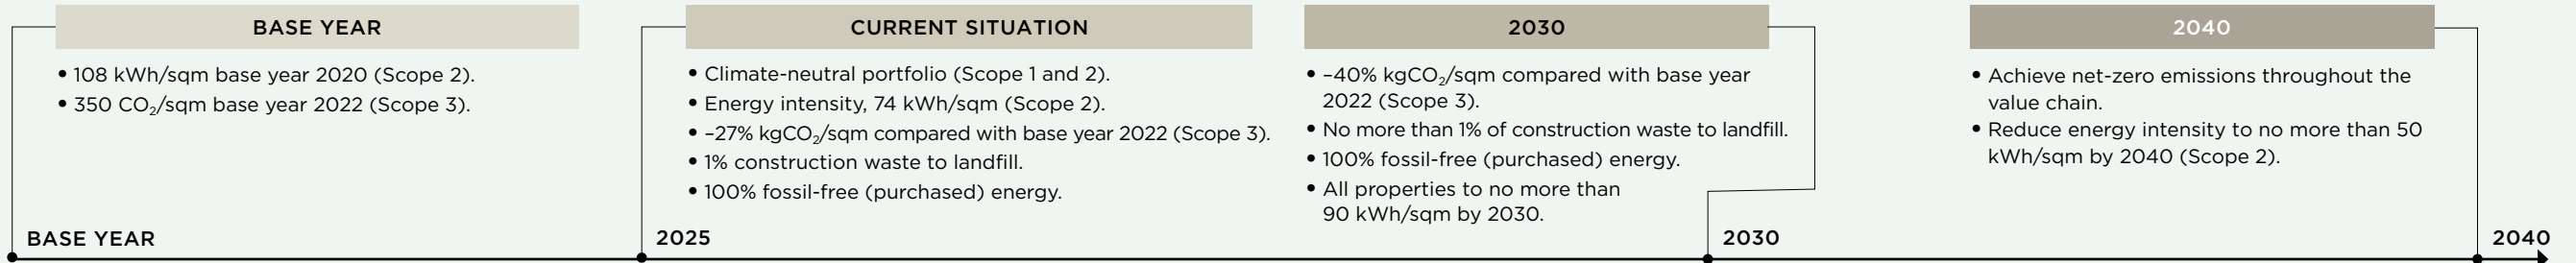 BASE YEAR
• 108 kWh/sqm base year 2020 (Scope 2).
• 350 CO₂/sqm base year 2022 (Scope 3).
CURRENT SITUATION
• Climate-neutral portfolio (Scope 1 and 2).
• Energy intensity, 74 kWh/sqm (Scope 2).
• –27% kgCO₂/sqm compared with base year 2022 (Scope 3).
• 1% construction waste to landfill.
• 100% fossil-free (purchased) energy.
2030
• –40% kgCO₂/sqm compared with base year
2022 (Scope 3).
• No more than 1% of construction waste to landfill.
• 100% fossil-free (purchased) energy.
• All properties to no more than
90 kWh/sqm by 2030.
2040
• Achieve net-zero emissions throughout the
value chain.
• Reduce energy intensity to no more than 50
kWh/sqm by 2040 (Scope 2).
BASE YEAR
2025
2030
2040